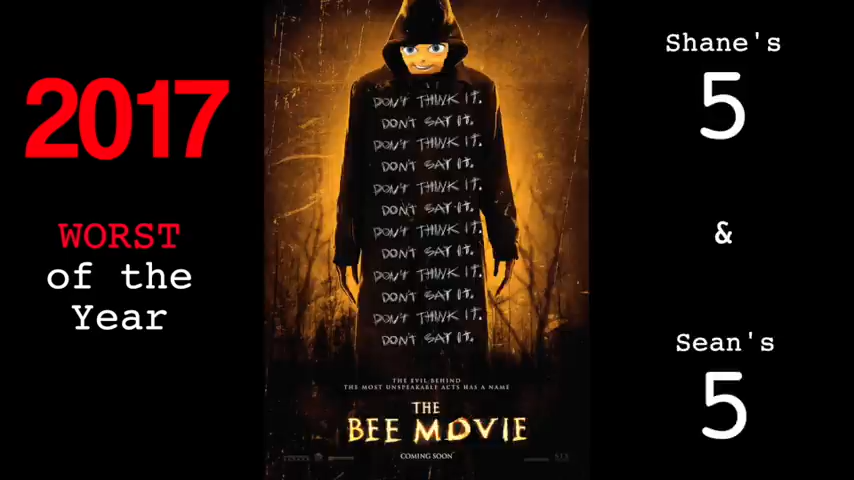 2017
WORST
of the
Year
DON'T THINK IT.
DON'T SAY IT.
DON'T THINK IT.
DON'T SAY IT.
DON'T THINK IT.
DON'T SAY IT.
DON'T THINK IT.
DON'T SAY IT.
DON'T THINK IT.
DON'T SAY IT.
DON'T THINK IT.
DON'T SAY IT.
THE EVIL BEHIND
THE MOST UNSPEAKABLE ACTS HAS A NAME
THE
BEE MOVIE
COMING SOON
Shane's
5
&
Sean's
5